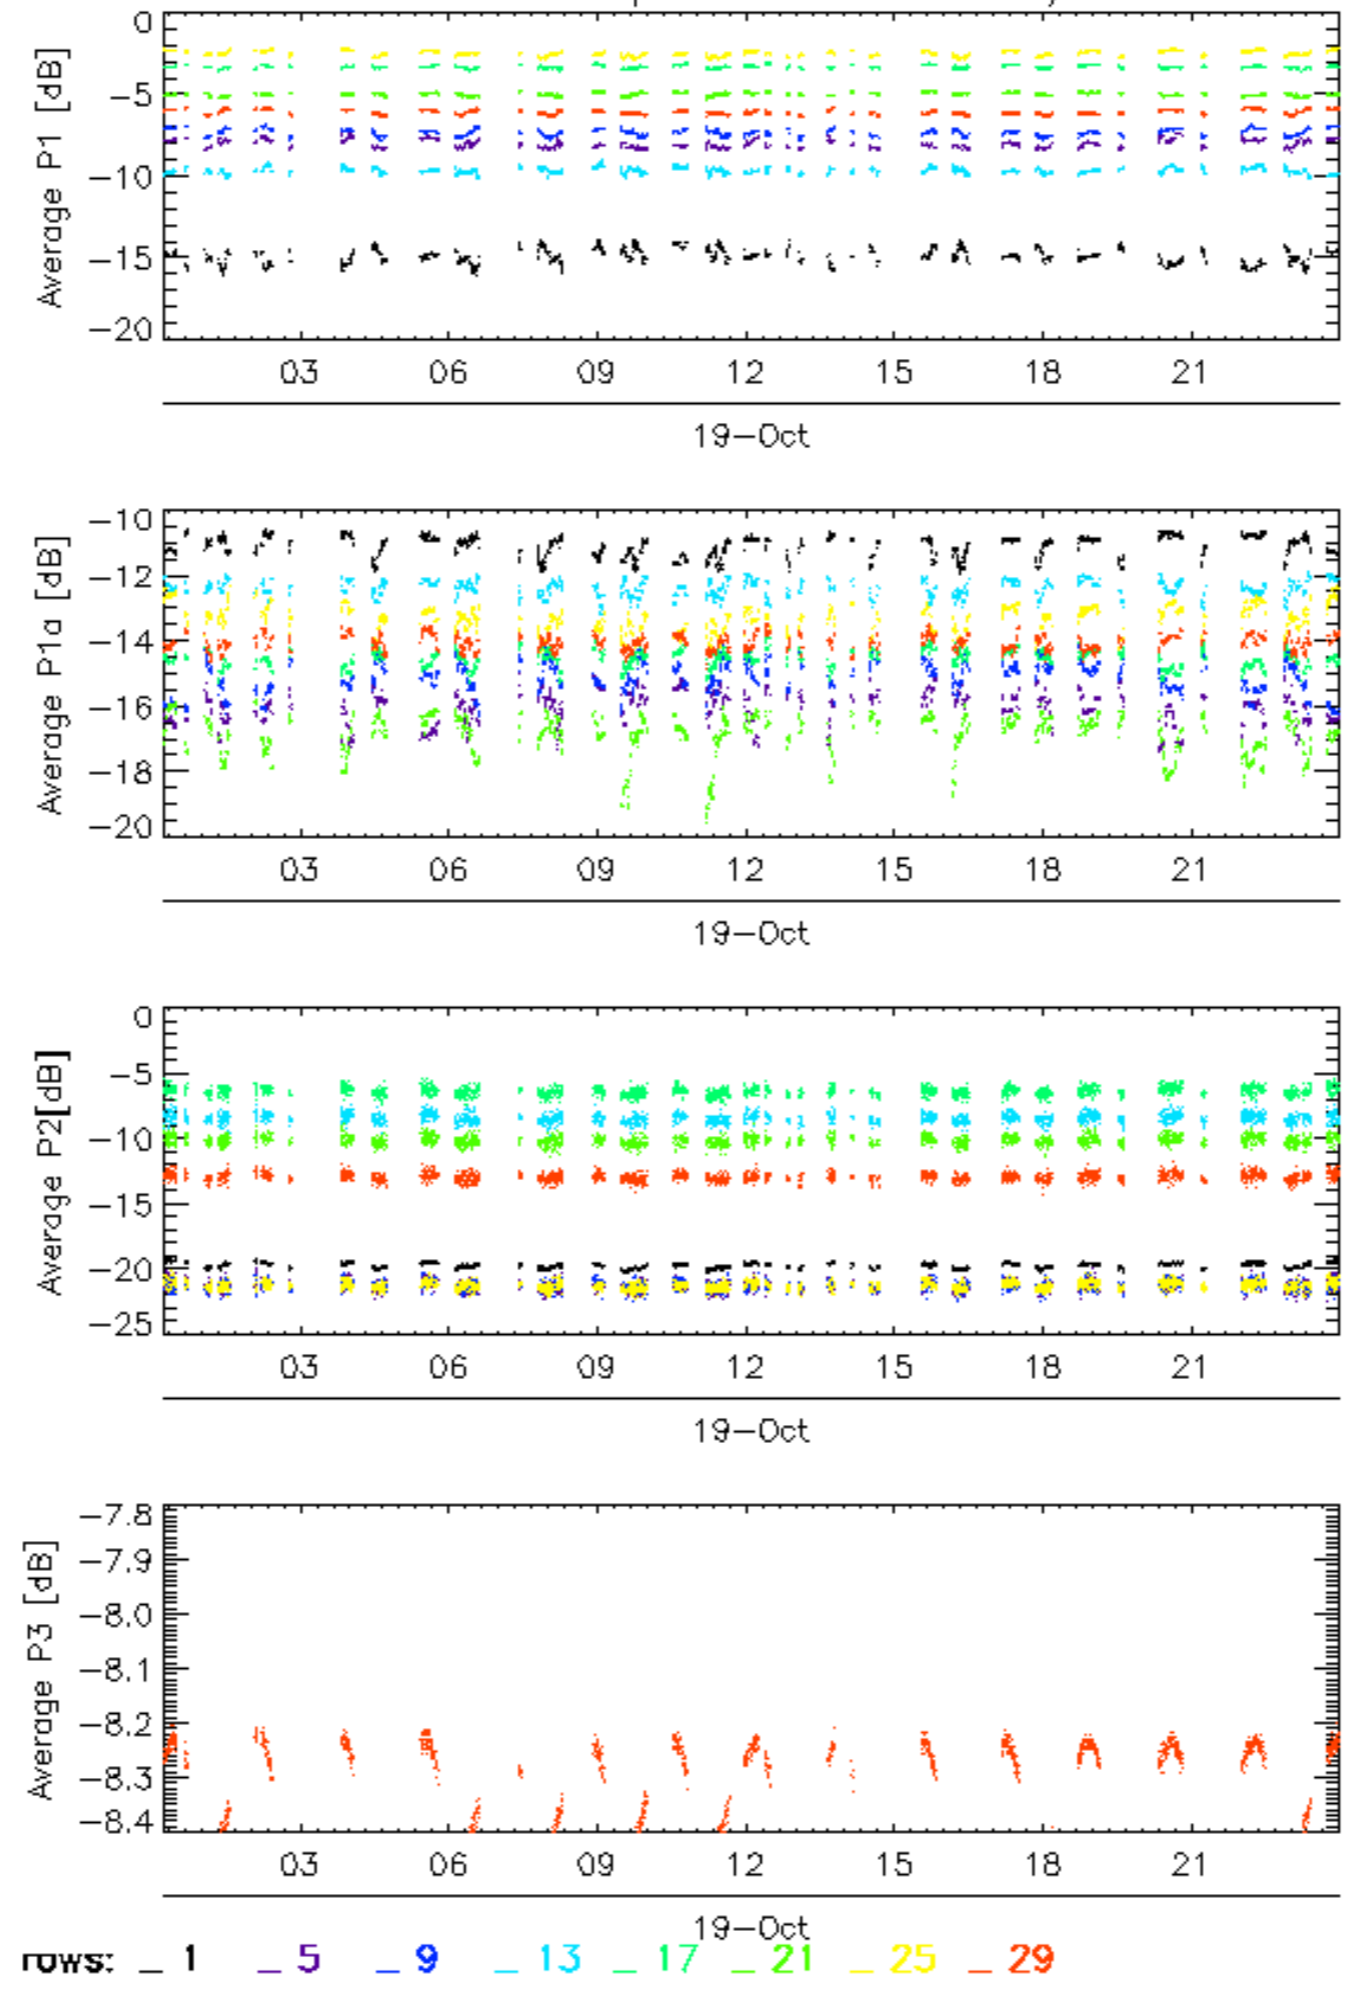 0
−5
−10
−15
−20
Average P1 [dB]
03 06 09 12 15 18 21
19−Oct
−10
−12
−14
−16
−18
−20
Average P1a [dB]
03 06 09 12 15 18 21
19−Oct
0
−5
−10
−15
−20
−25
Average P2[dB]
03 06 09 12 15 18 21
19−Oct
−7.8
−7.9
−8.0
−8.1
−8.2
−8.3
−8.4
Average P3 [dB]
03 06 09 12 15 18 21
19−Oct
rows: _ 1 _ 5 _ 9 _ 13 _ 17 _ 21 _ 25 _ 29